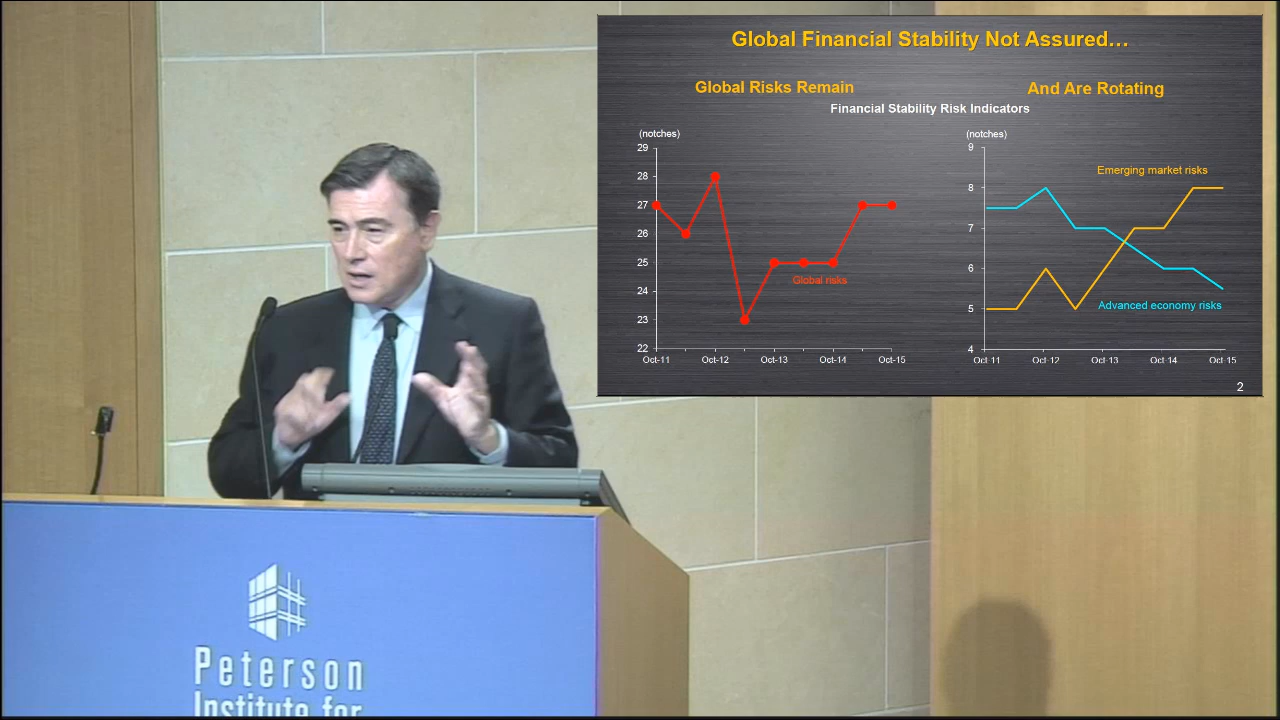 Global Financial Stability Not Assured…
Global Risks Remain
And Are Rotating
Financial Stability Risk Indicators
(notches)
29
28
27
26
25
24
23
22
Global risks
Oct-11
Oct-12
Oct-13
Oct-14
Oct-15
(notches)
9
8
7
6
5
4
Emerging market risks
Advanced economy risks
Oct-11
Oct-12
Oct-13
Oct-14
Oct-15
2
Peterson
Institute for